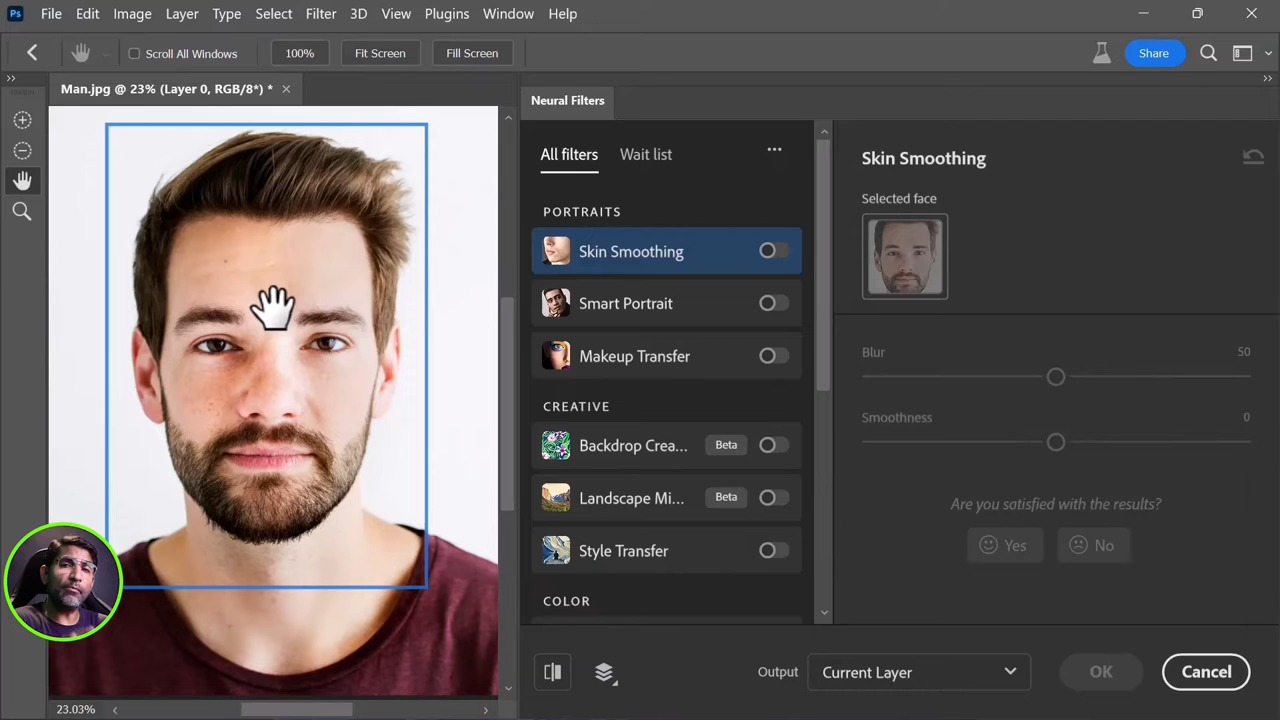 Ps File Edit Image Layer Type Select Filter 3D View Plugins Window Help
Scroll All Windows 100% Fit Screen Fill Screen Share
Man.jpg @ 23% (Layer 0, RGB/8*) *
Neural Filters
All filters Wait list
PORTRAITS
Skin Smoothing
Smart Portrait
Makeup Transfer
CREATIVE
Backdrop Crea... Beta
Landscape Mi... Beta
Style Transfer
COLOR
Skin Smoothing
Selected face
Blur 50
Smoothness 0
Are you satisfied with the results?
Yes No
Output Current Layer OK Cancel
23.03%